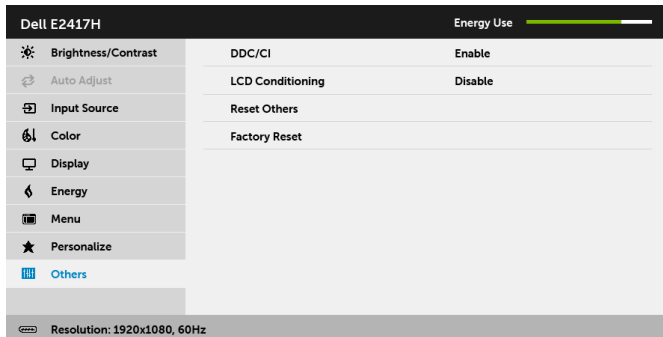 Dell E2417H Energy Use
Brightness/Contrast DDC/CI Enable
Auto Adjust LCD Conditioning Disable
Input Source Reset Others
Color Factory Reset
Display
Energy
Menu
Personalize
Others
Resolution: 1920x1080, 60Hz